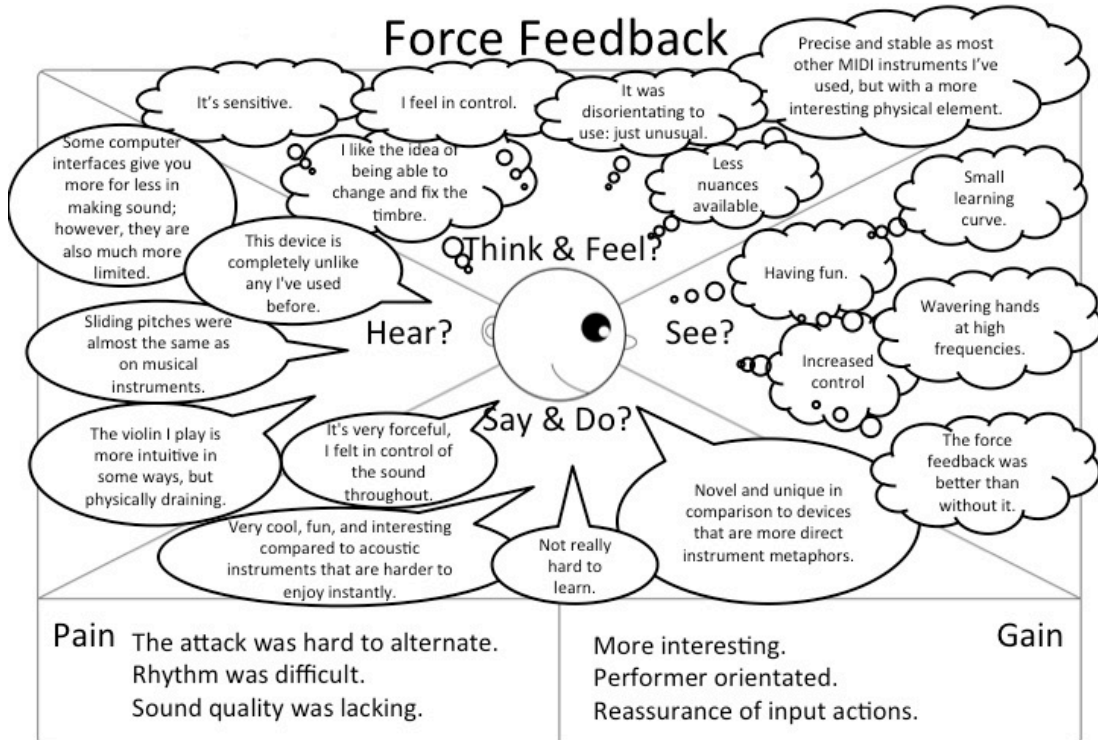 Force Feedback
It's sensitive.
I feel in control.
It was
disorientating to
use: just unusual.
Precise and stable as most
other MIDI instruments I've
used, but with a more
interesting physical element.
Some computer
interfaces give you
more for less in
making sound;
however, they are
also much more
limited.
I like the idea of
being able to
change and fix the
timbre.
Less
nuances
available.
Small
learning
curve.
This device is
completely unlike
any I've used
before.
Think & Feel?
Having fun.
Sliding pitches were
almost the same as
on musical
instruments.
Hear?
See?
Wavering hands
at high
frequencies.
Increased
control
Say & Do?
The violin I play is
more intuitive in
some ways, but
physically draining.
It's very forceful,
I felt in control of
the sound
throughout.
Novel and unique in
comparison to devices
that are more direct
instrument metaphors.
The force
feedback was
better than
without it.
Very cool, fun, and interesting
compared to acoustic
instruments that are harder to
enjoy instantly.
Not really
hard to
learn.
Pain
The attack was hard to alternate.
Rhythm was difficult.
Sound quality was lacking.
Gain
More interesting.
Performer orientated.
Reassurance of input actions.